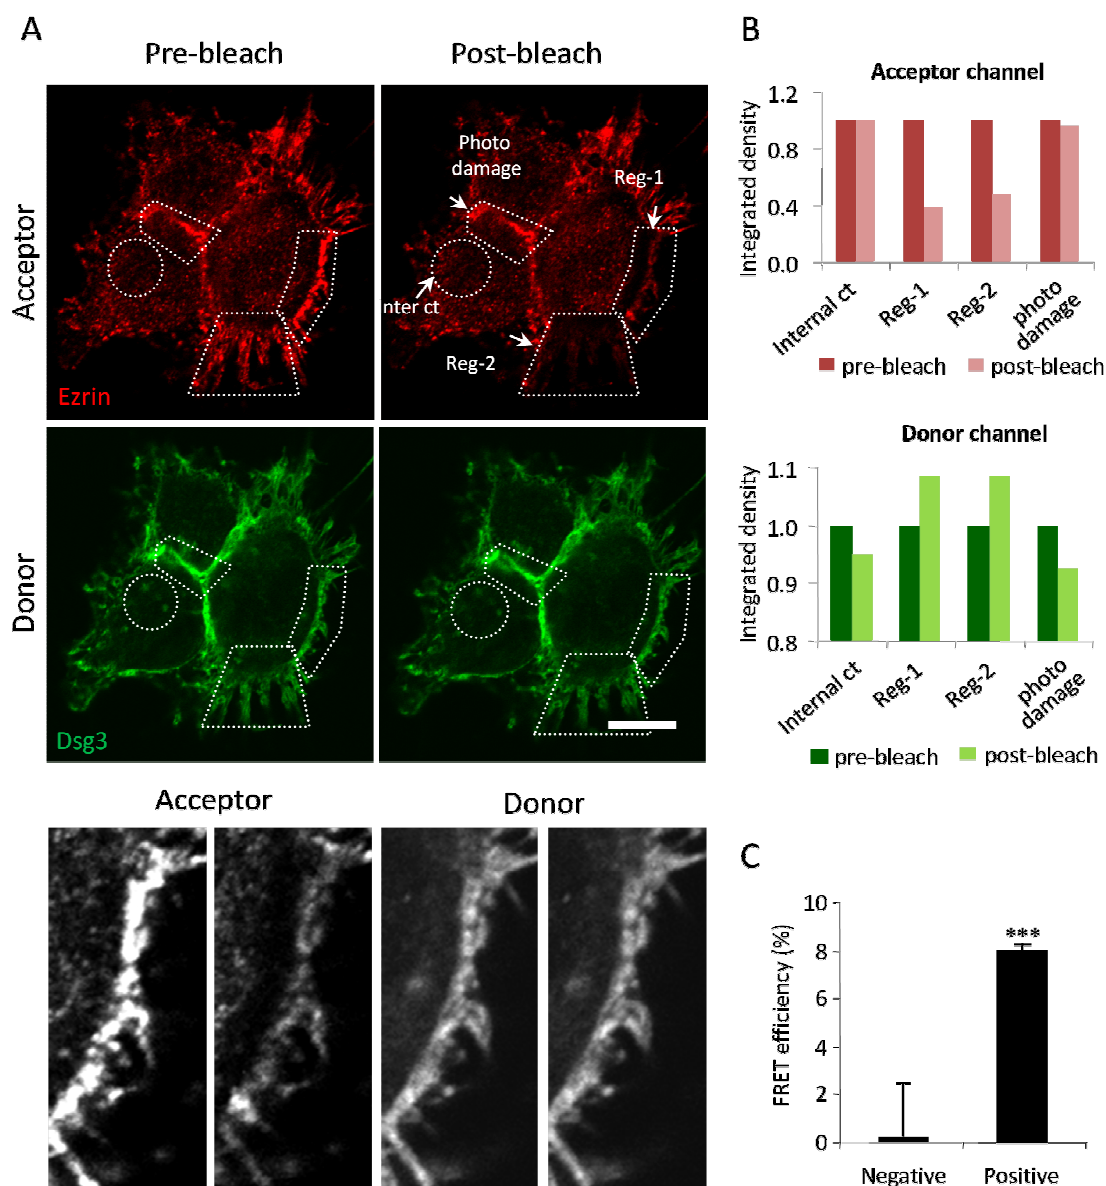 A
Pre-bleach
Post-bleach
Acceptor
Photo
damage
Reg-1
nter ct
Reg-2
Ezrin
Donor
Dsg3
Acceptor
Donor
B
Acceptor channel
Integrated density
1.2
0.8
0.4
0.0
Internal ct
Reg-1
Reg-2
photo
damage
pre-bleach
post-bleach
Donor channel
Integrated density
1.1
1.0
0.9
0.8
Internal ct
Reg-1
Reg-2
photo
damage
pre-bleach
post-bleach
C
FRET efficiency (%)
10
8
6
4
2
0
***
Negative
Positive